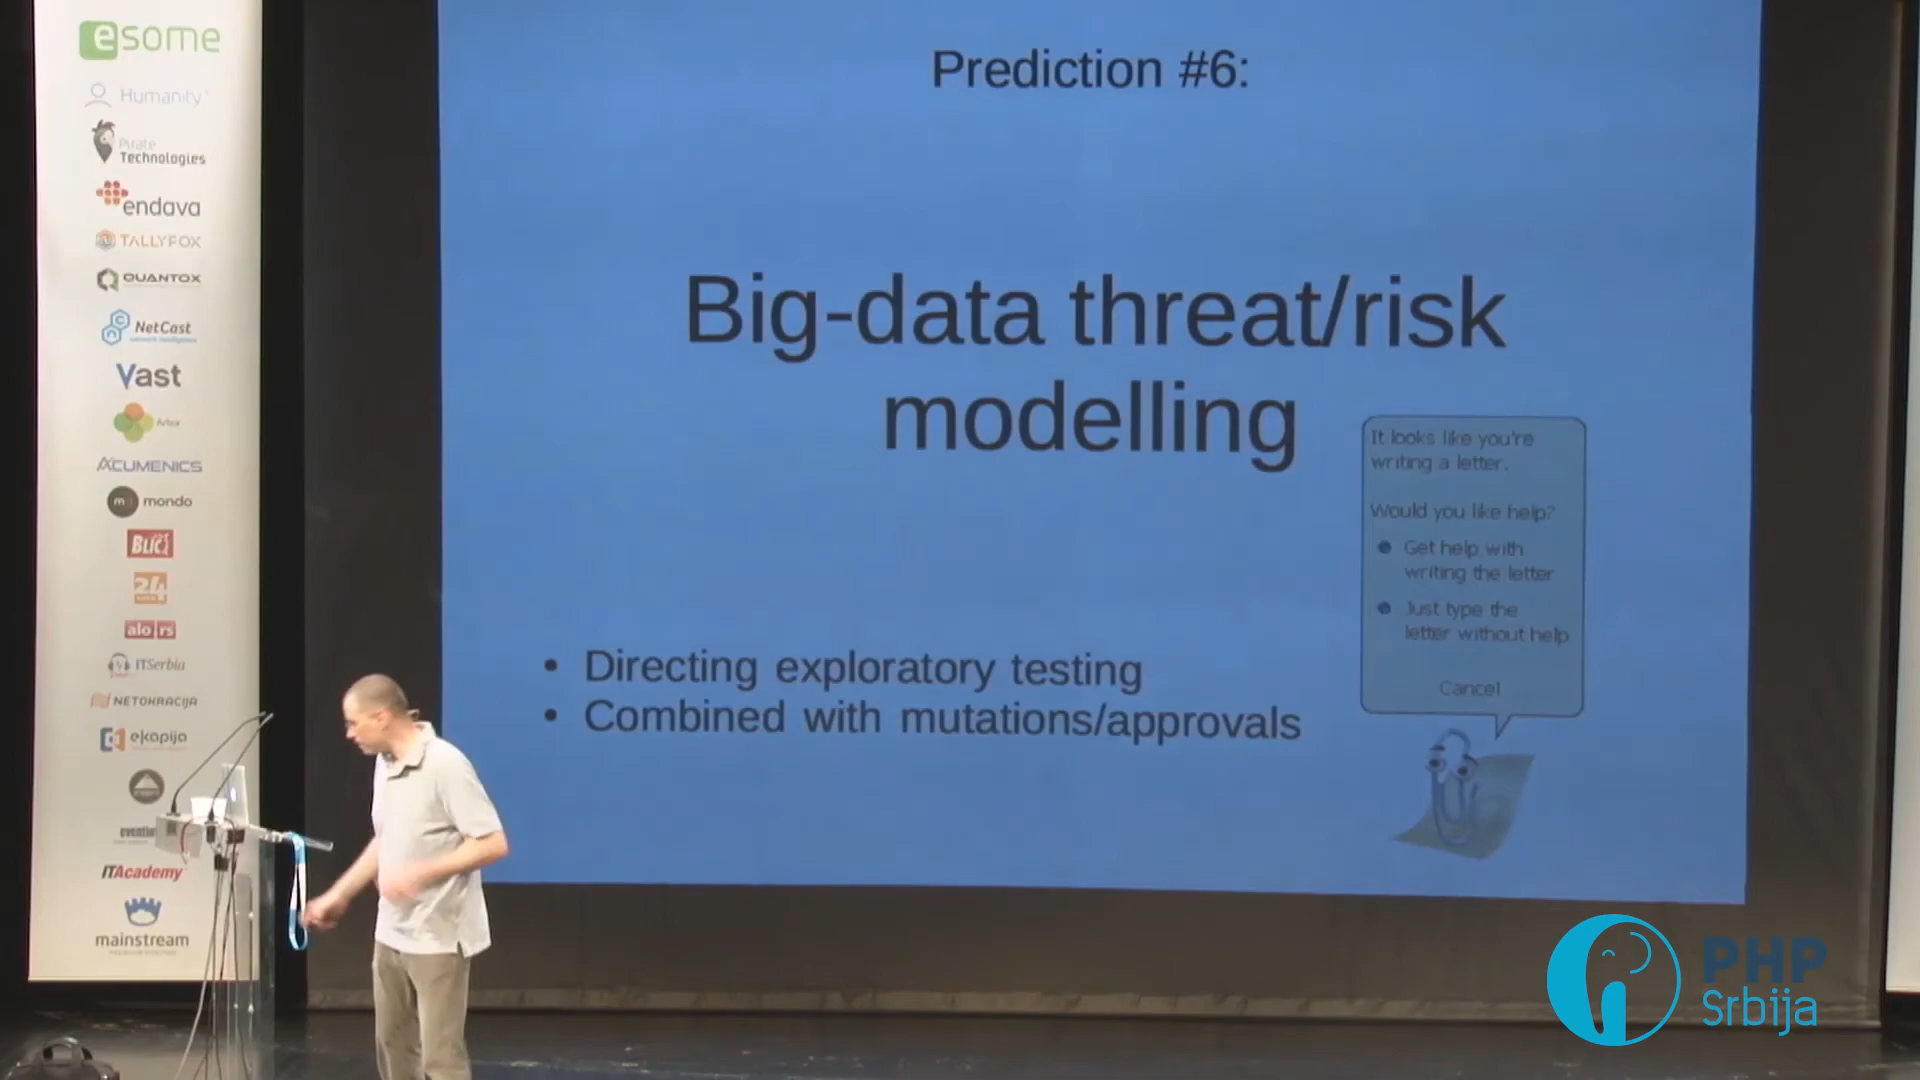 esome
Humanity
Pirate
Technologies
endava
TALLYFOX
QUANTOX
NetCast
Vast
ACUMENICS
m
mondo
BLIC
24
alo rs
ITSerbia
NETOKRACIJA
ekapija
ITAcademy
mainstream
Prediction #6:
Big-data threat/risk
modelling
It looks like you're
writing a letter.
Would you like help?
Get help with
writing the letter
Just type the
letter without help
Cancel
• Directing exploratory testing
• Combined with mutations/approvals
PHP
Srbija